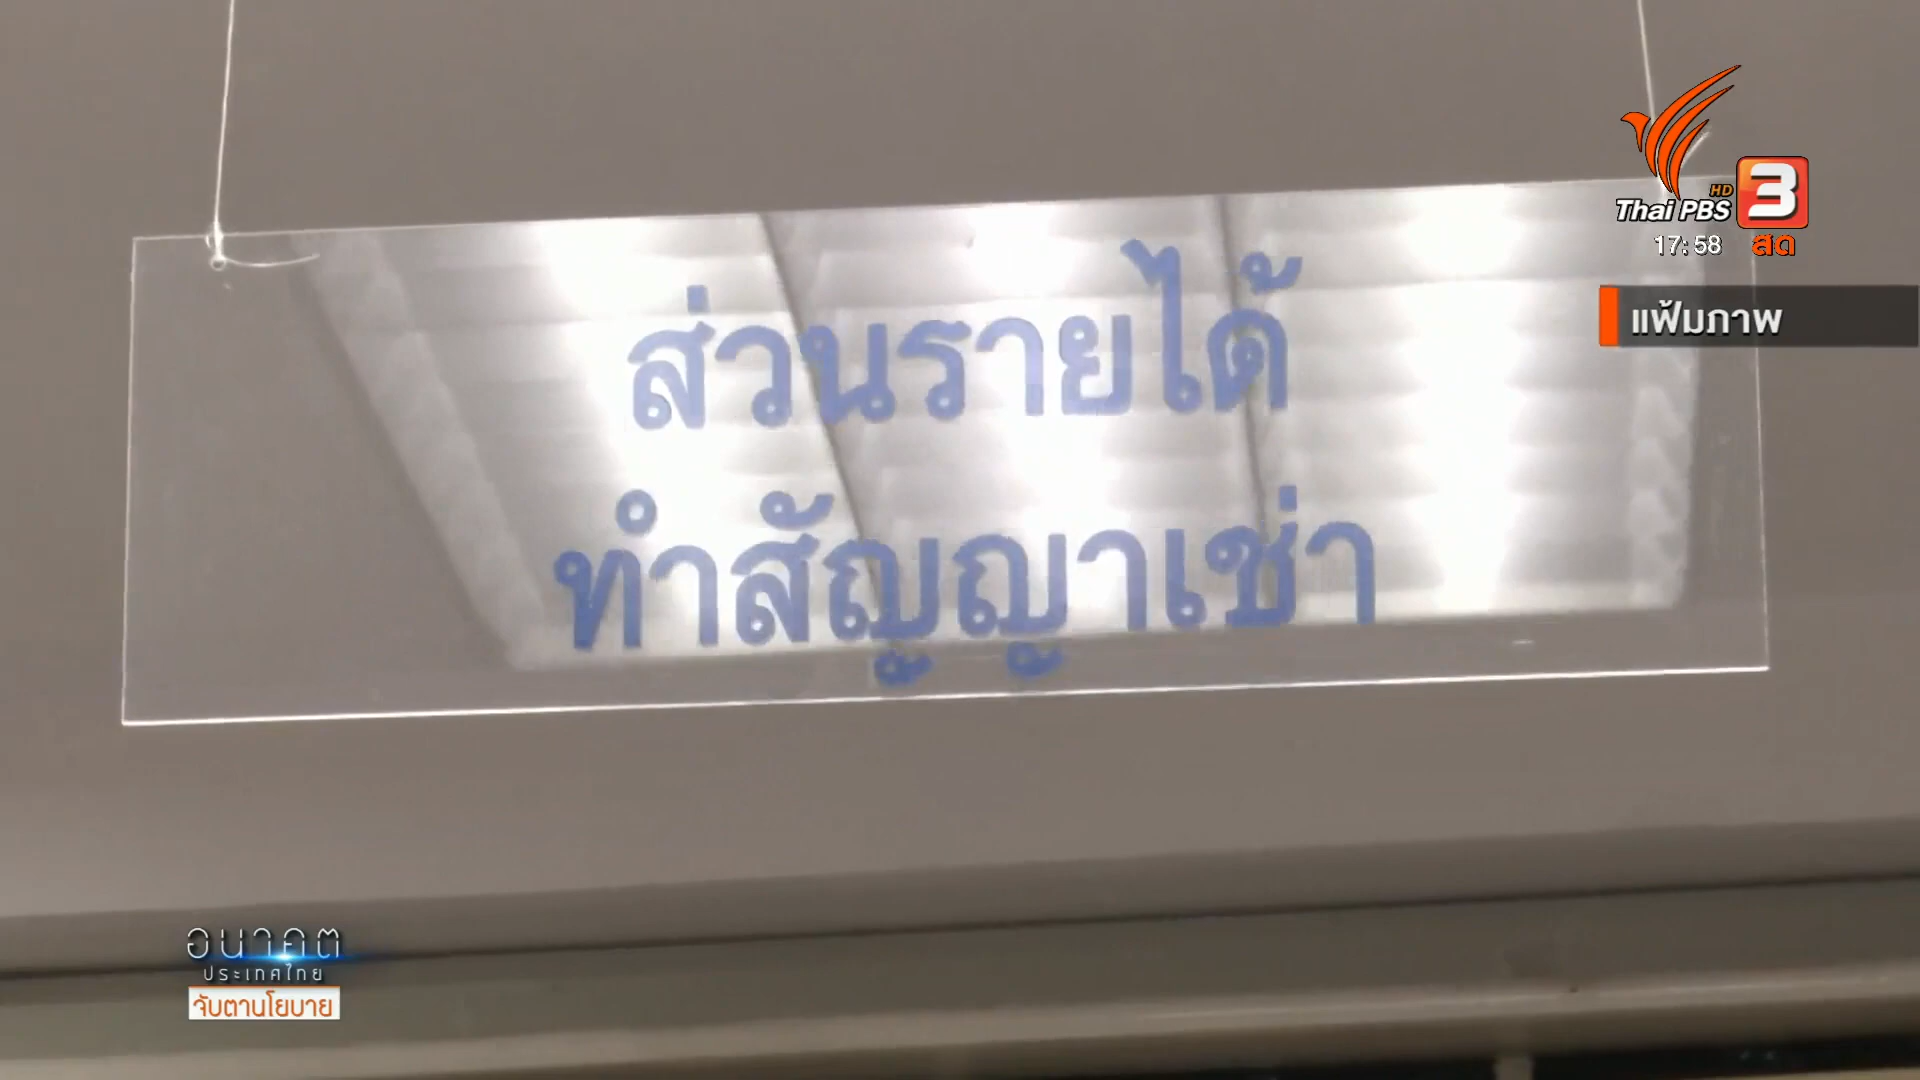 HD
Thai PBS 3
17:58 สด
แฟ้มภาพ
ส่วนรายได้
ทำสัญญาเช่า
อนาคต
ประเทศไทย
จับตานโยบาย